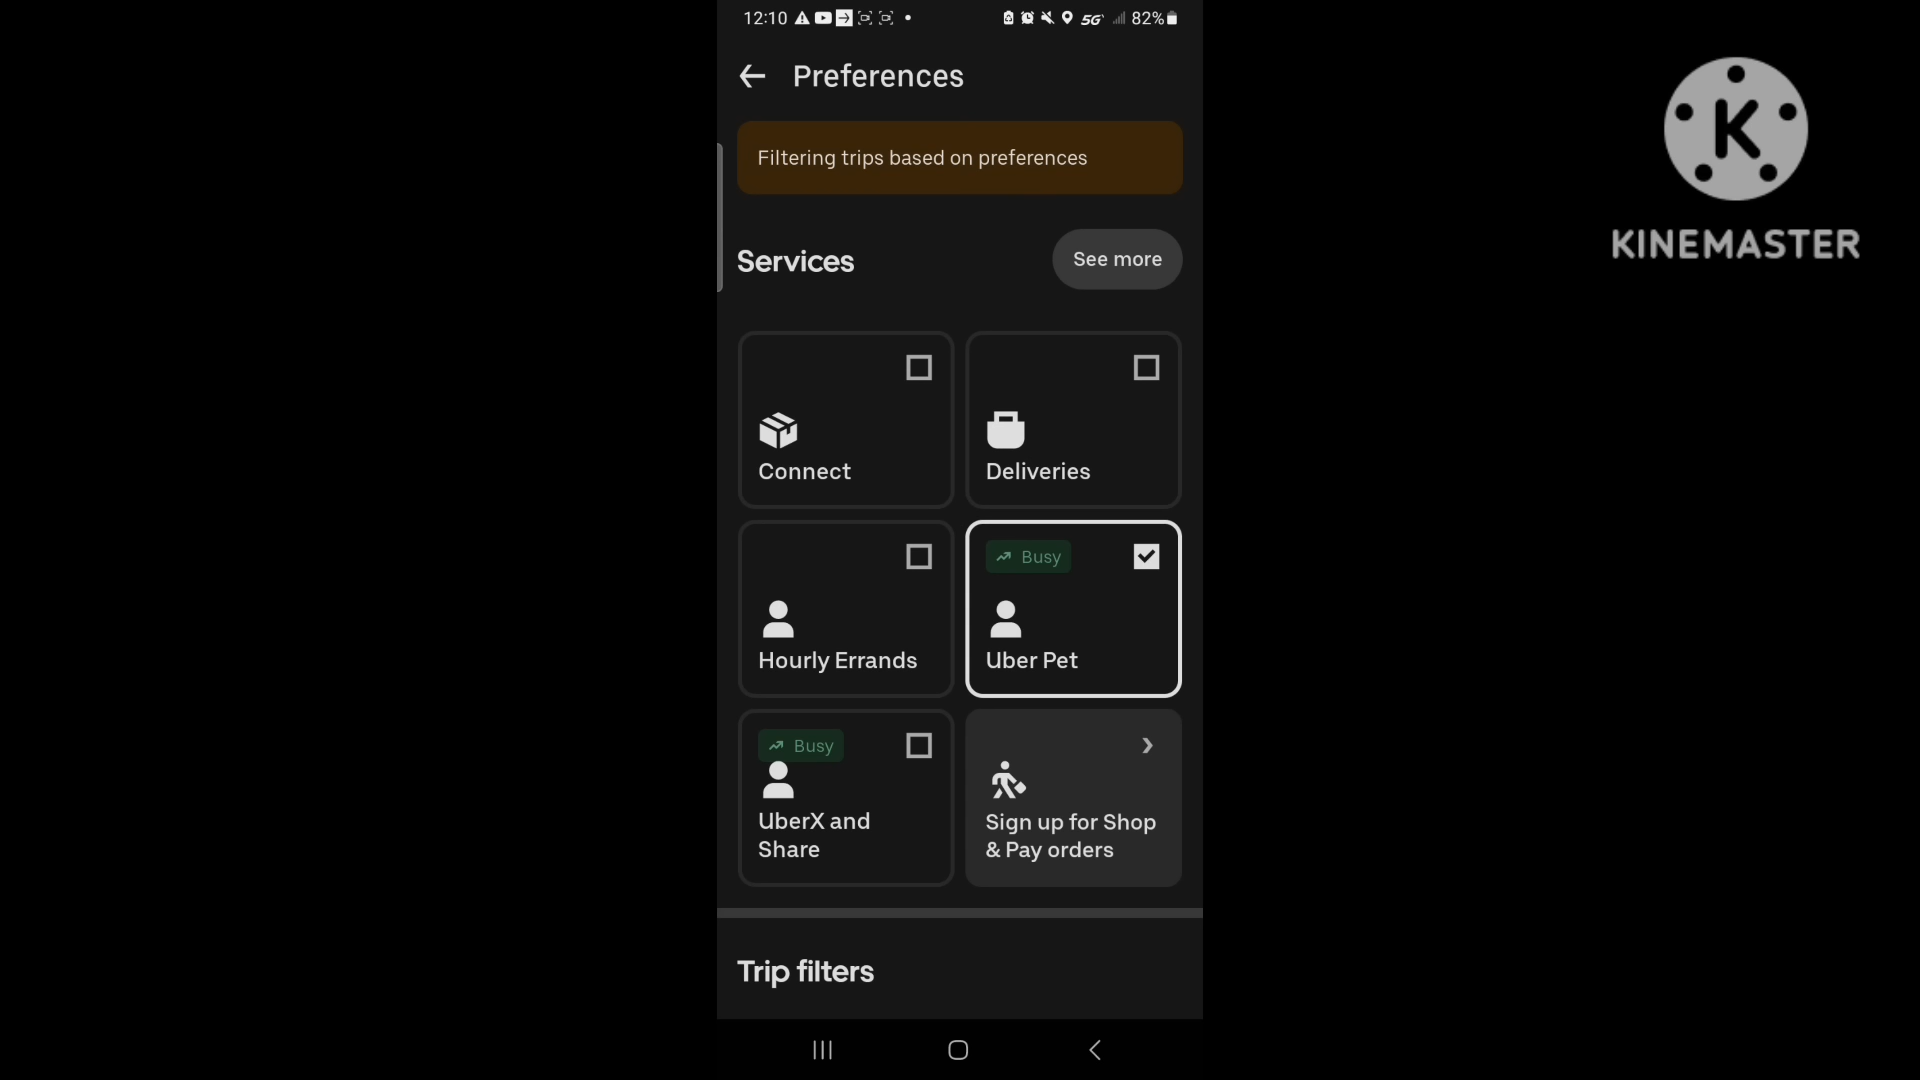 12:10
5G
82%
Preferences
Filtering trips based on preferences
Services
See more
Connect
Deliveries
Busy
Hourly Errands
Uber Pet
Busy
UberX and
Share
Sign up for Shop
& Pay orders
Trip filters
K
KINEMASTER